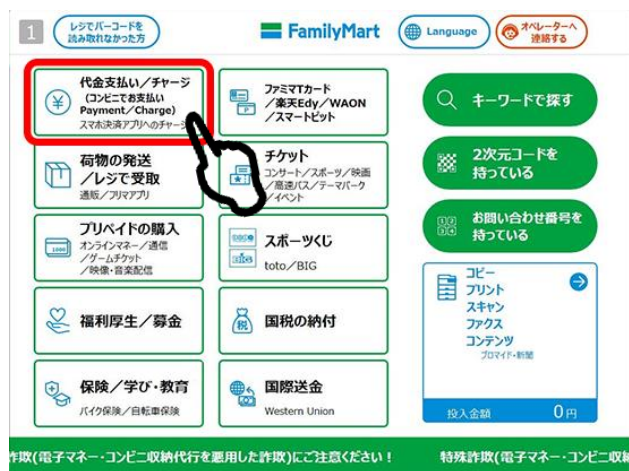 1
レジでバーコードを
読み取れなかった方
FamilyMart
Language
オペレーターへ
連絡する
代金支払い/チャージ
(コンビニでお支払い
Payment/Charge)
スマホ決済アプリへのチャージ
ファミマTカード
/楽天Edy/WAON
/スマートピット
キーワードで探す
荷物の発送
/レジで受取
通販/フリマアプリ
チケット
コンサート/スポーツ/映画
/高速バス/テーマパーク
/イベント
2次元コードを
持っている
プリペイドの購入
オンラインマネー/通信
/ゲームチケット
/映像・音楽配信
スポーツくじ
toto/BIG
お問い合わせ番号を
持っている
福利厚生/募金
税
国税の納付
コピー
プリント
スキャン
ファクス
コンテンツ
ブロマイド・新聞
保険/学び・教育
バイク保険/自転車保険
国際送金
Western Union
投入金額 0円
詐欺(電子マネー・コンビニ収納代行を悪用した詐欺)にご注意ください! 特殊詐欺(電子マネー・コンビニ収納